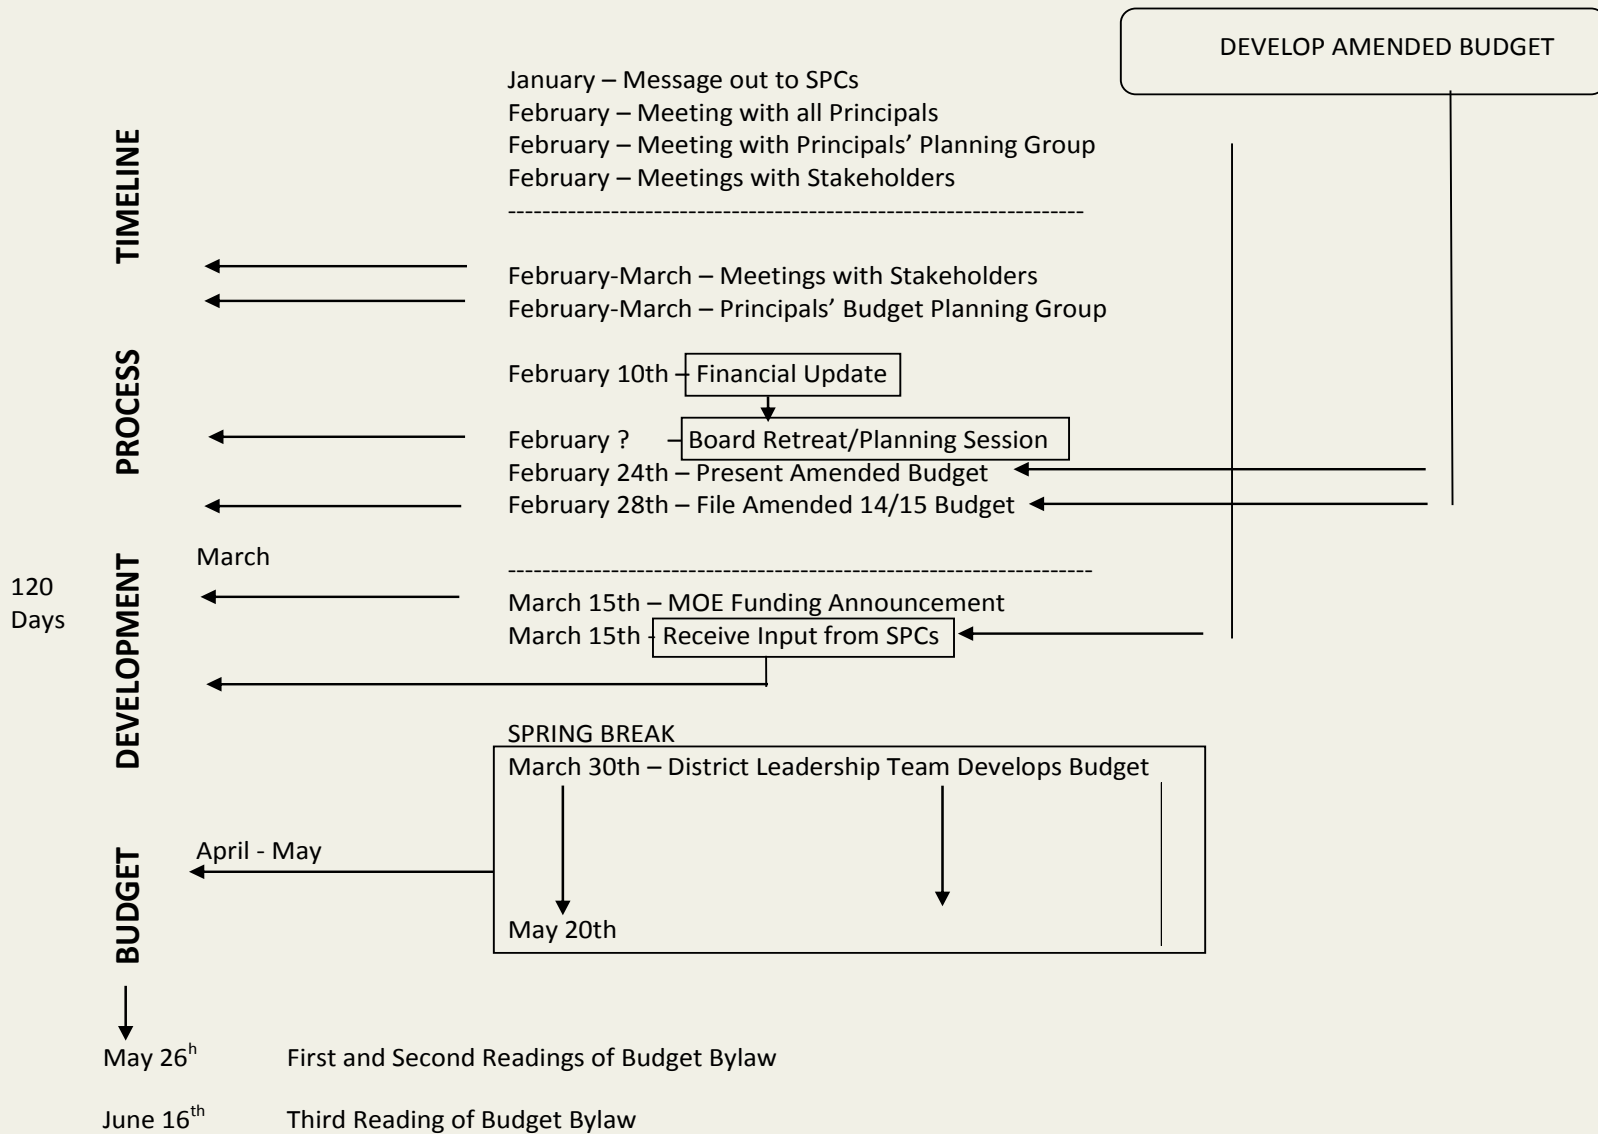 DEVELOP AMENDED BUDGET
January – Message out to SPCs
February – Meeting with all Principals
February – Meeting with Principals’ Planning Group
February – Meetings with Stakeholders
-------------------------------------------------------------------
February-March – Meetings with Stakeholders
February-March – Principals’ Budget Planning Group
February 10th – Financial Update
February ? – Board Retreat/Planning Session
February 24th – Present Amended Budget
February 28th – File Amended 14/15 Budget
March
--------------------------------------------------------------------
March 15th – MOE Funding Announcement
March 15th - Receive Input from SPCs
SPRING BREAK
March 30th – District Leadership Team Develops Budget
April - May
May 20th
120
Days
BUDGET DEVELOPMENT PROCESS TIMELINE
May 26h First and Second Readings of Budget Bylaw
June 16th Third Reading of Budget Bylaw